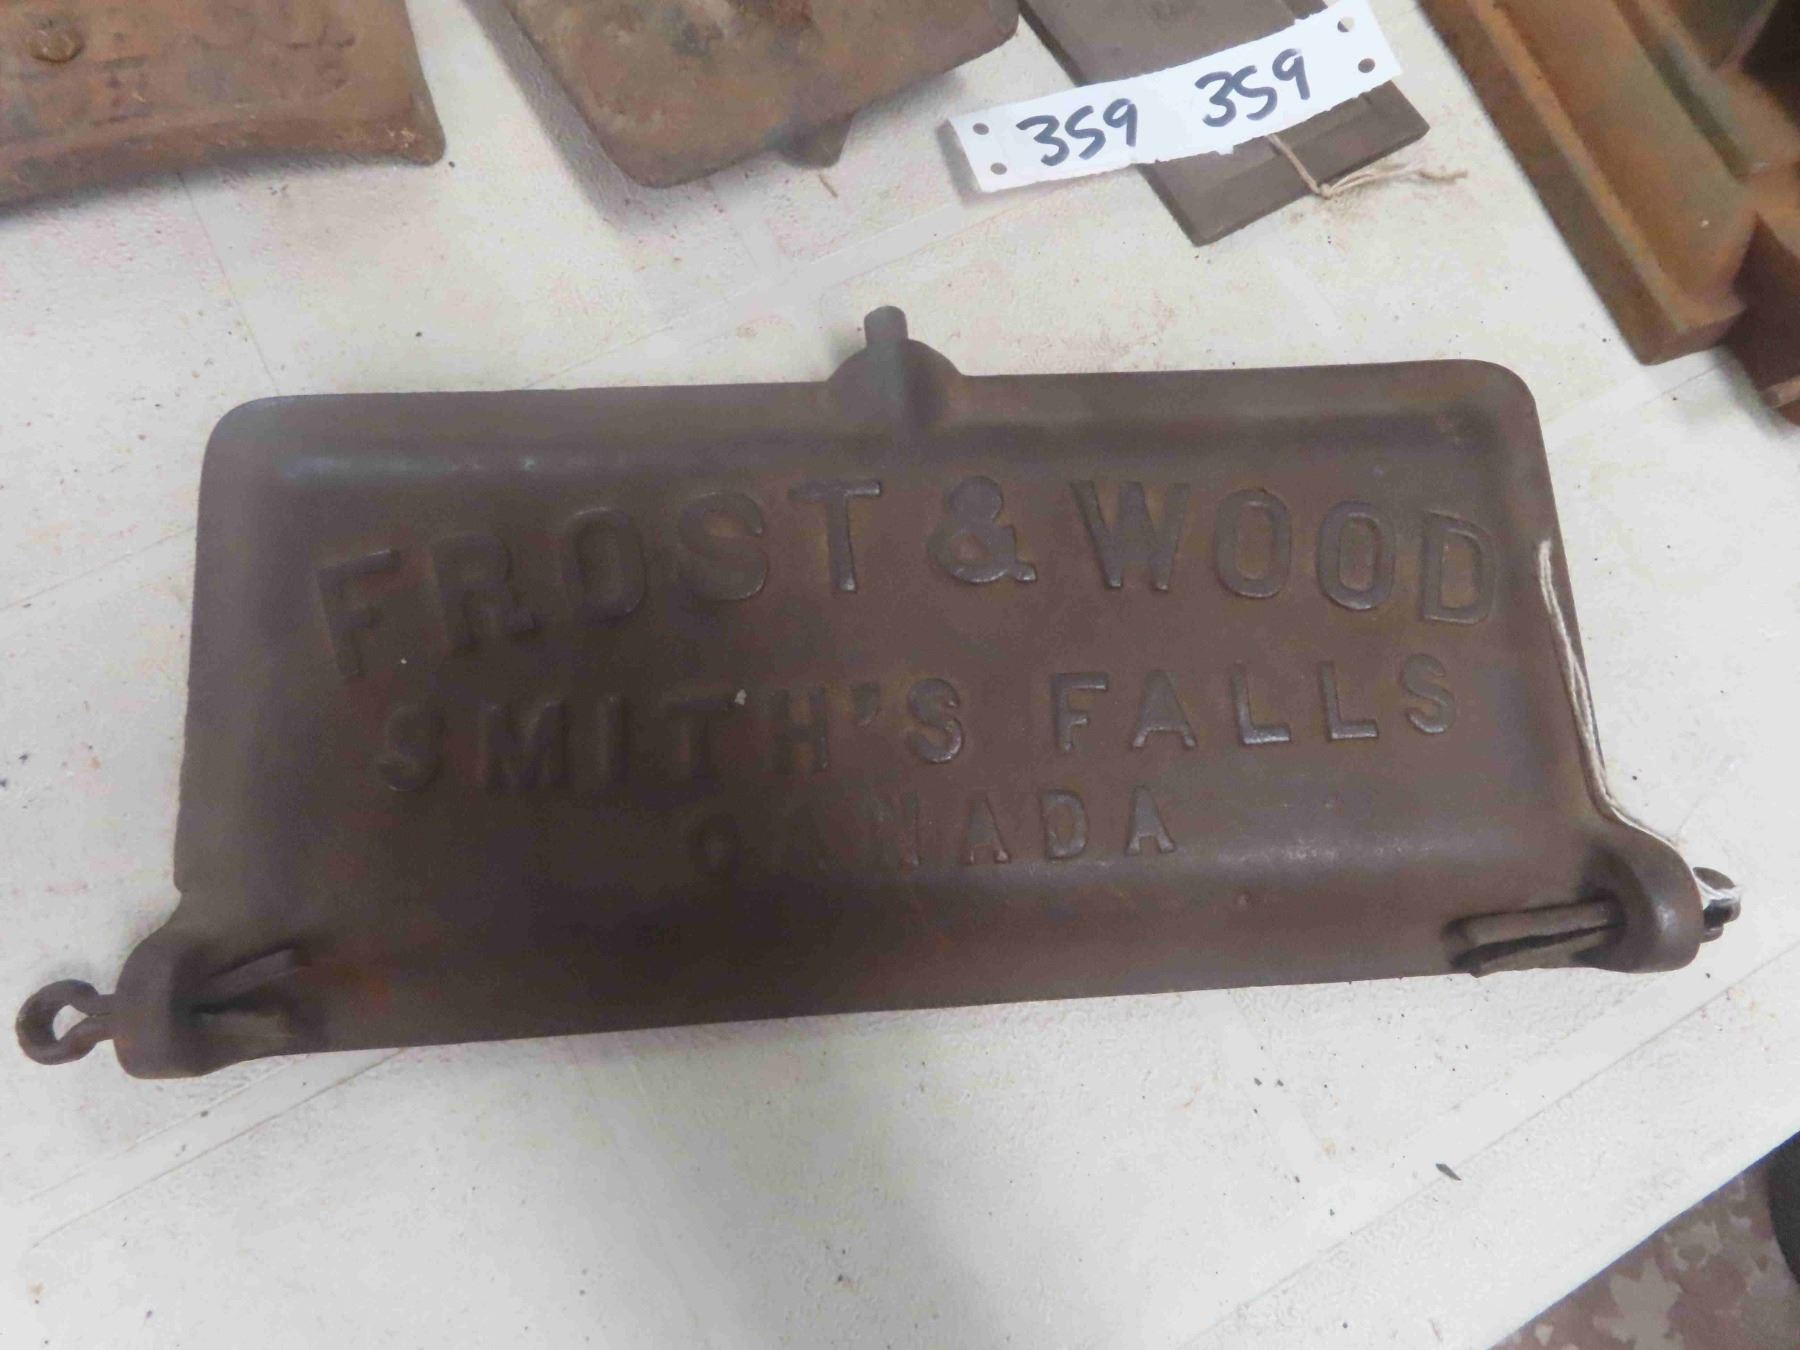 359 359
FROST & WOOD
SMITH'S FALLS
CANADA